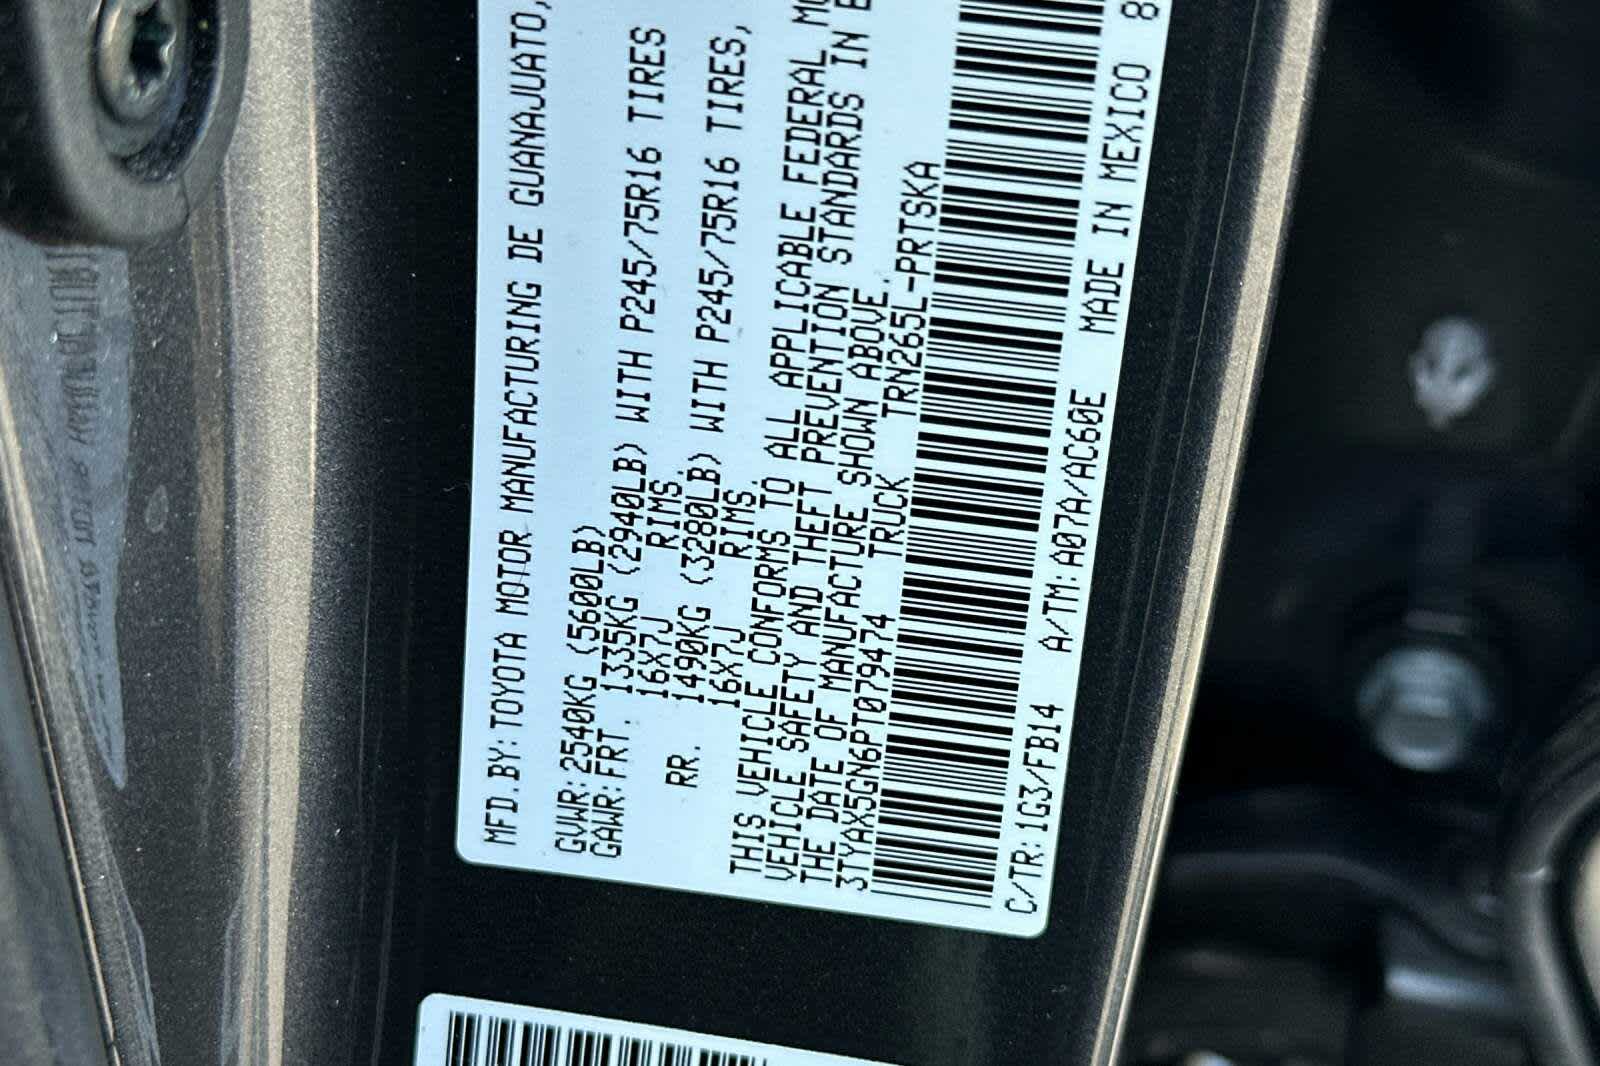 MFD.BY:TOYOTA MOTOR MANUFACTURING DE GUANAJUATO,
GVWR:2540KG (5600LB)
GAWR:FRT. 1335KG (2940LB) WITH P245/75R16 TIRES
16X7J RIMS.
RR. 1490KG (3280LB) WITH P245/75R16 TIRES,
16X7J RIMS.
THIS VEHICLE CONFORMS TO ALL APPLICABLE FEDERAL
VEHICLE SAFETY AND THEFT PREVENTION STANDARDS IN
THE DATE OF MANUFACTURE SHOWN ABOVE.
3TYAX5GN6PT079474 TRUCK TRN265L-PRTSKA
C/TR:1G3/FB14 A/TM:A07A/AC60E MADE IN MEXICO 8